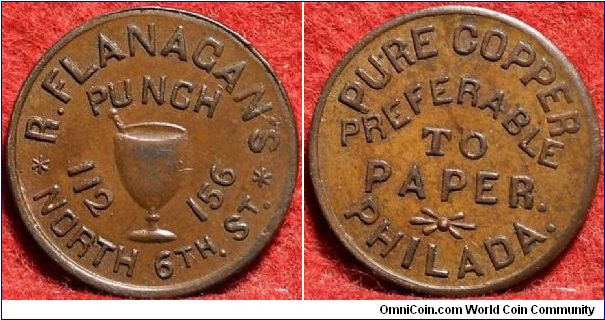 R. FLANAGAN'S
PUNCH
112 156
* NORTH 6TH. ST. *
PURE COPPER
PREFERABLE
TO
PAPER.
PHILADA.
OmniCoin.com World Coin Community